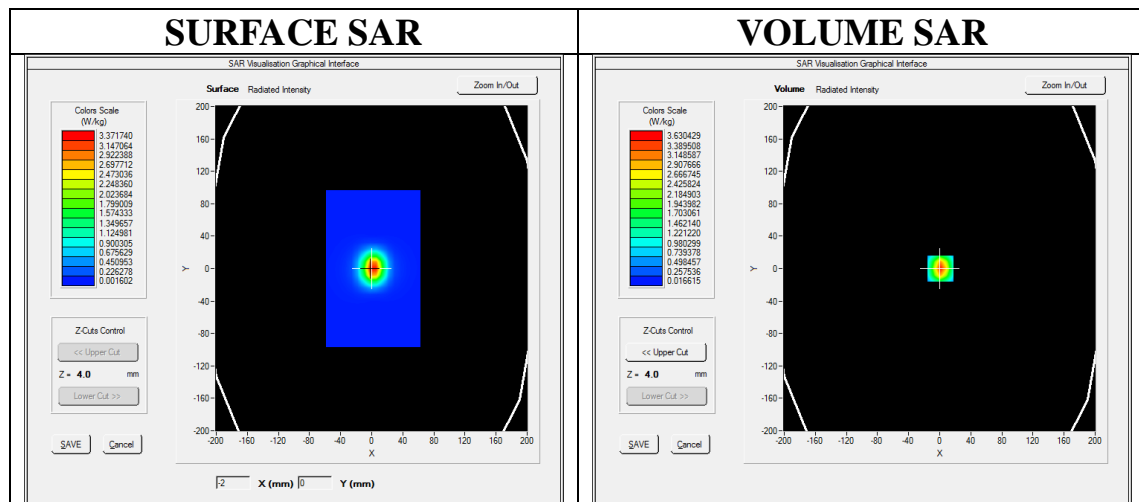 SURFACE SAR
VOLUME SAR
SAR Visualisation Graphical Interface
Surface Radiated Intensity
Zoom In/Out
Colors Scale
(W/kg)
3.371740
3.147064
2.922388
2.697712
2.473036
2.248360
2.023684
1.799009
1.574333
1.349657
1.124981
0.900305
0.675629
0.450953
0.226278
0.001602
Z-Cuts Control
<< Upper Cut
Z = 4.0 mm
Lower Cut >>
SAVE Cancel
200
160
120
80
40
0
-40
-80
-120
-160
-200
Y
-200 -160 -120 -80 -40 0 40 80 120 160 200
X
-2 X (mm) 0 Y (mm)
SAR Visualisation Graphical Interface
Volume Radiated Intensity
Zoom In/Out
Colors Scale
(W/kg)
3.630429
3.389508
3.148587
2.907666
2.666745
2.425824
2.184903
1.943982
1.703061
1.462140
1.221220
0.980299
0.739378
0.498457
0.257536
0.016615
Z-Cuts Control
<< Upper Cut
Z = 4.0 mm
Lower Cut >>
SAVE Cancel
200
160
120
80
40
0
-40
-80
-120
-160
-200
Y
-200 -160 -120 -80 -40 0 40 80 120 160 200
X